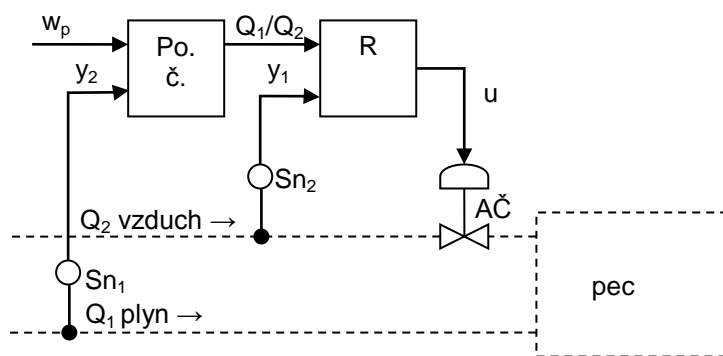 wₚ
Q₁/Q₂
Po.
č.
R
y₂
y₁
u
Sn₂
AČ
Q₂ vzduch →
Sn₁
pec
Q₁ plyn →